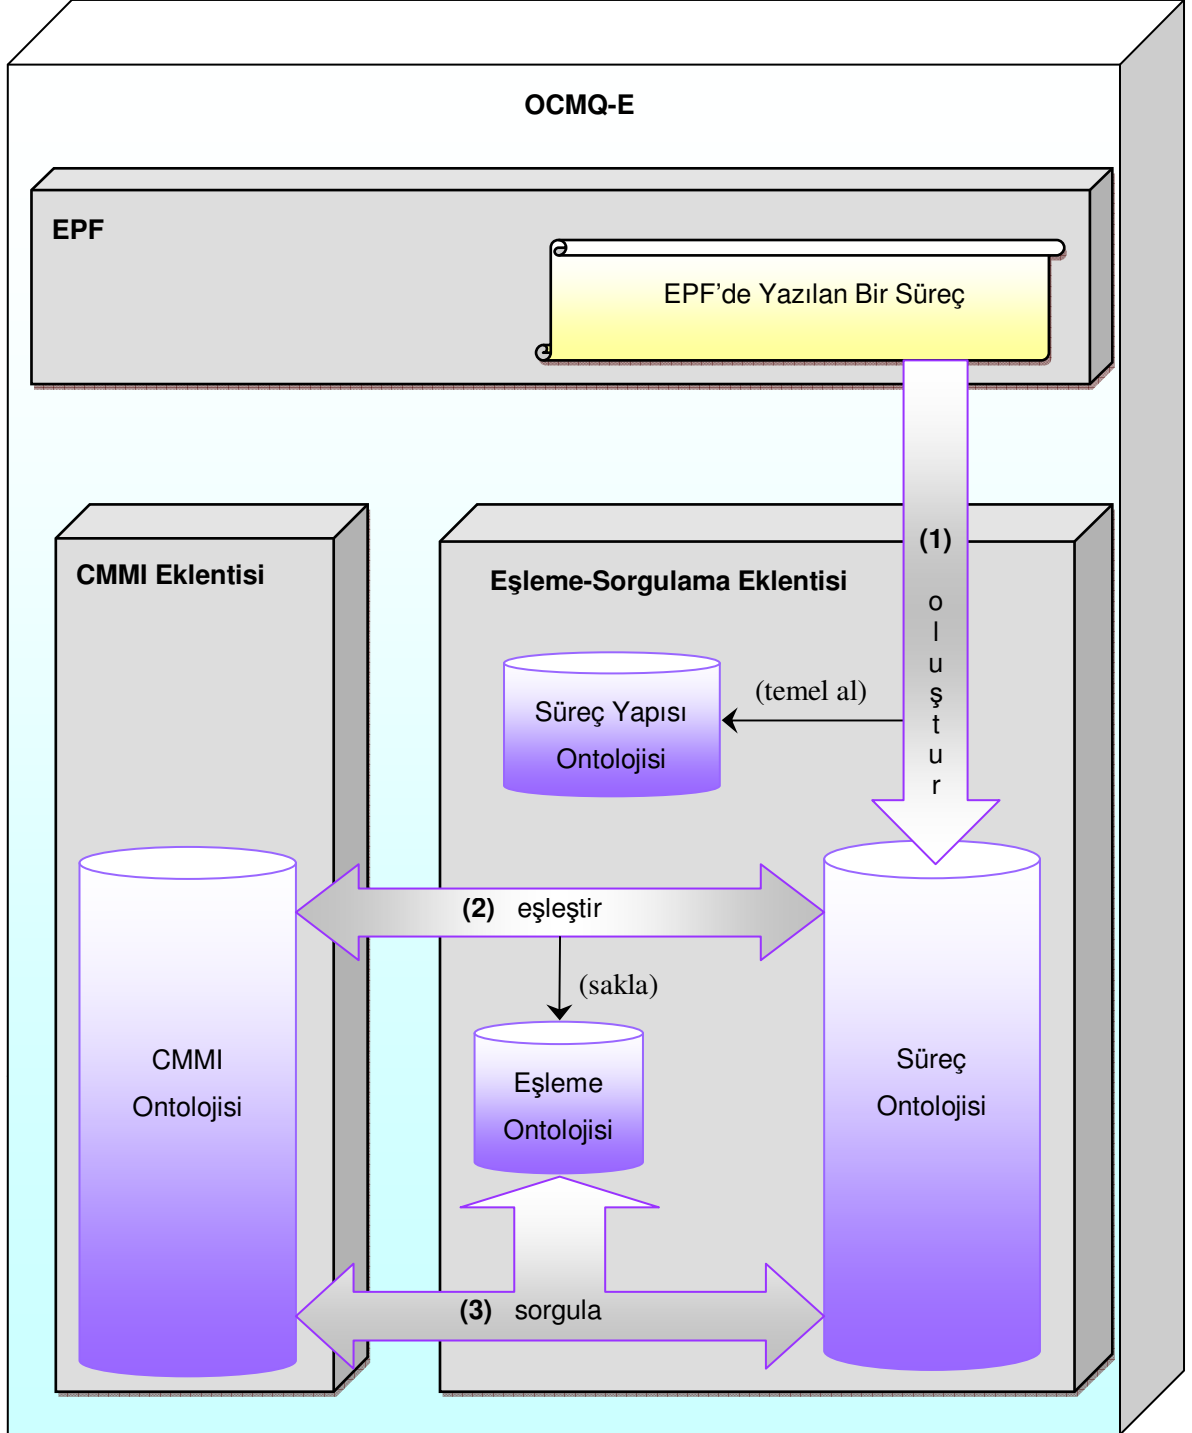 OCMQ-E
EPF
EPF'de Yazılan Bir Süreç
CMMI Eklentisi
Eşleme-Sorgulama Eklentisi
(1)
oluştur
(temel al)
Süreç Yapısı
Ontolojisi
(2) eşleştir
(sakla)
CMMI
Ontolojisi
Eşleme
Ontolojisi
Süreç
Ontolojisi
(3) sorgula